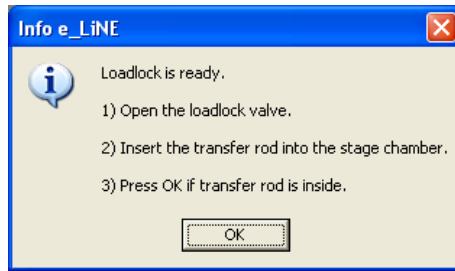 Info e_LiNE
Loadlock is ready.
1) Open the loadlock valve.
2) Insert the transfer rod into the stage chamber.
3) Press OK if transfer rod is inside.
OK